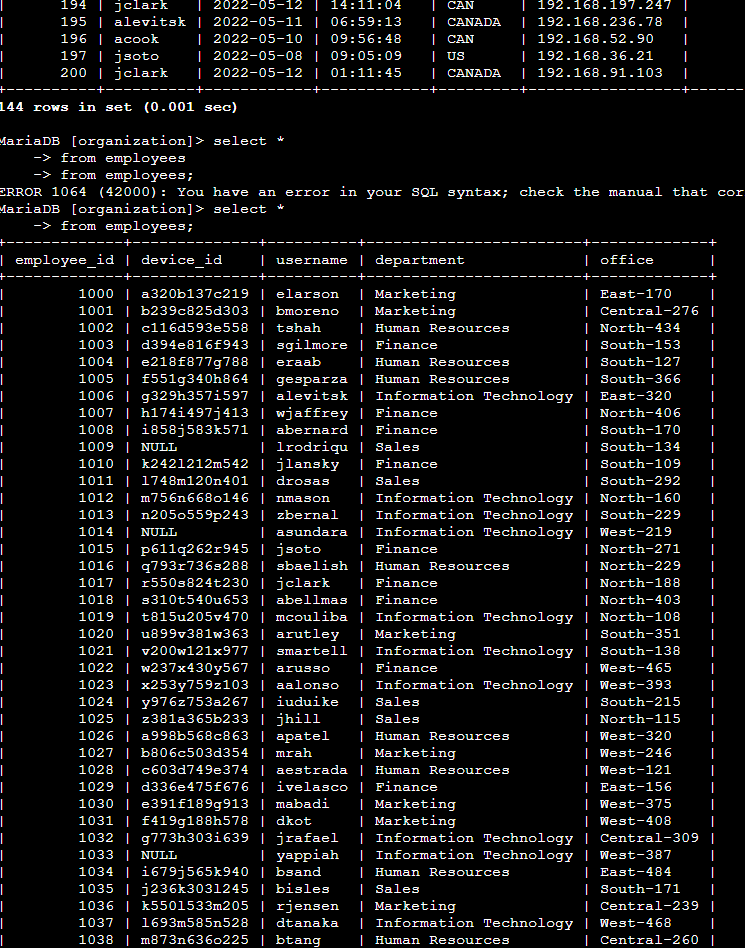 |      194 | jclark   | 2022-05-12 | 14:11:04   | CAN     | 192.168.197.247 |
|      195 | alevitsk | 2022-05-11 | 06:59:13   | CANADA  | 192.168.236.78  |
|      196 | acook    | 2022-05-10 | 09:56:48   | CAN     | 192.168.52.90   |
|      197 | jsoto    | 2022-05-08 | 09:05:09   | US      | 192.168.36.21   |
|      200 | jclark   | 2022-05-12 | 01:11:45   | CANADA  | 192.168.91.103  |
144 rows in set (0.001 sec)
MariaDB [organization]> select *
    -> from employees
    -> from employees;
ERROR 1064 (42000): You have an error in your SQL syntax; check the manual that cor
MariaDB [organization]> select *
    -> from employees;
+-------------+--------------+----------+------------------------+-------------+
| employee_id | device_id    | username | department             | office      |
+-------------+--------------+----------+------------------------+-------------+
|        1000 | a320b137c219 | elarson  | Marketing              | East-170    |
|        1001 | b239c825d303 | bmoreno  | Marketing              | Central-276 |
|        1002 | c116d593e558 | tshah    | Human Resources        | North-434   |
|        1003 | d394e816f943 | sgilmore | Finance                | South-153   |
|        1004 | e218f877g788 | eraab    | Human Resources        | South-127   |
|        1005 | f551g340h864 | gesparza | Human Resources        | South-366   |
|        1006 | g329h357i597 | alevitsk | Information Technology | East-320    |
|        1007 | h174i497j413 | wjaffrey | Finance                | North-406   |
|        1008 | i858j583k571 | abernard | Finance                | South-170   |
|        1009 | NULL         | lrodriqu | Sales                  | South-134   |
|        1010 | k242l212m542 | jlansky  | Finance                | South-109   |
|        1011 | l748m120n401 | drosas   | Sales                  | South-292   |
|        1012 | m756n668o146 | nmason   | Information Technology | North-160   |
|        1013 | n205o559p243 | zbernal  | Information Technology | South-229   |
|        1014 | NULL         | asundara | Information Technology | West-219    |
|        1015 | p611q262r945 | jsoto    | Finance                | North-271   |
|        1016 | q793r736s288 | sbaelish | Human Resources        | North-229   |
|        1017 | r550s824t230 | jclark   | Finance                | North-188   |
|        1018 | s310t540u653 | abellmas | Finance                | North-403   |
|        1019 | t815u205v470 | mcouliba | Information Technology | North-108   |
|        1020 | u899v381w363 | arutley  | Marketing              | South-351   |
|        1021 | v200w121x977 | smartell | Information Technology | South-138   |
|        1022 | w237x430y567 | arusso   | Finance                | West-465    |
|        1023 | x253y759z103 | aalonso  | Information Technology | West-393    |
|        1024 | y976z753a267 | iuduike  | Sales                  | South-215   |
|        1025 | z381a365b233 | jhill    | Sales                  | North-115   |
|        1026 | a998b568c863 | apatel   | Human Resources        | West-320    |
|        1027 | b806c503d354 | mrah     | Marketing              | West-246    |
|        1028 | c603d749e374 | aestrada | Human Resources        | West-121    |
|        1029 | d336e475f676 | ivelasco | Finance                | East-156    |
|        1030 | e391f189g913 | mabadi   | Marketing              | West-375    |
|        1031 | f419g188h578 | dkot     | Marketing              | West-408    |
|        1032 | g773h303i639 | jrafael  | Information Technology | Central-309 |
|        1033 | NULL         | yappiah  | Information Technology | West-387    |
|        1034 | i679j565k940 | bsand    | Human Resources        | East-484    |
|        1035 | j236k303l245 | bisles   | Sales                  | South-171   |
|        1036 | k550l533m205 | rjensen  | Marketing              | Central-239 |
|        1037 | l693m585n528 | dtanaka  | Information Technology | West-468    |
|        1038 | m873n636o225 | btang    | Human Resources        | Central-260 |